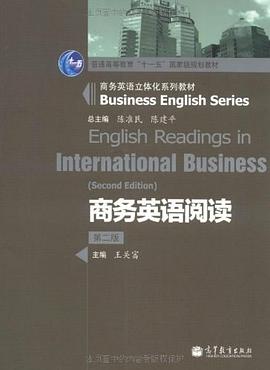 普通高等教育“十一五”国家级规划教材
商务英语立体化系列教材
Business English Series
总主编 陈准民 陈建平
English Readings in
International Business
(Second Edition)
商务英语阅读
第二版
主编 王关富
高等教育出版社